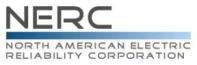 NERC
NORTH AMERICAN ELECTRIC
RELIABILITY CORPORATION